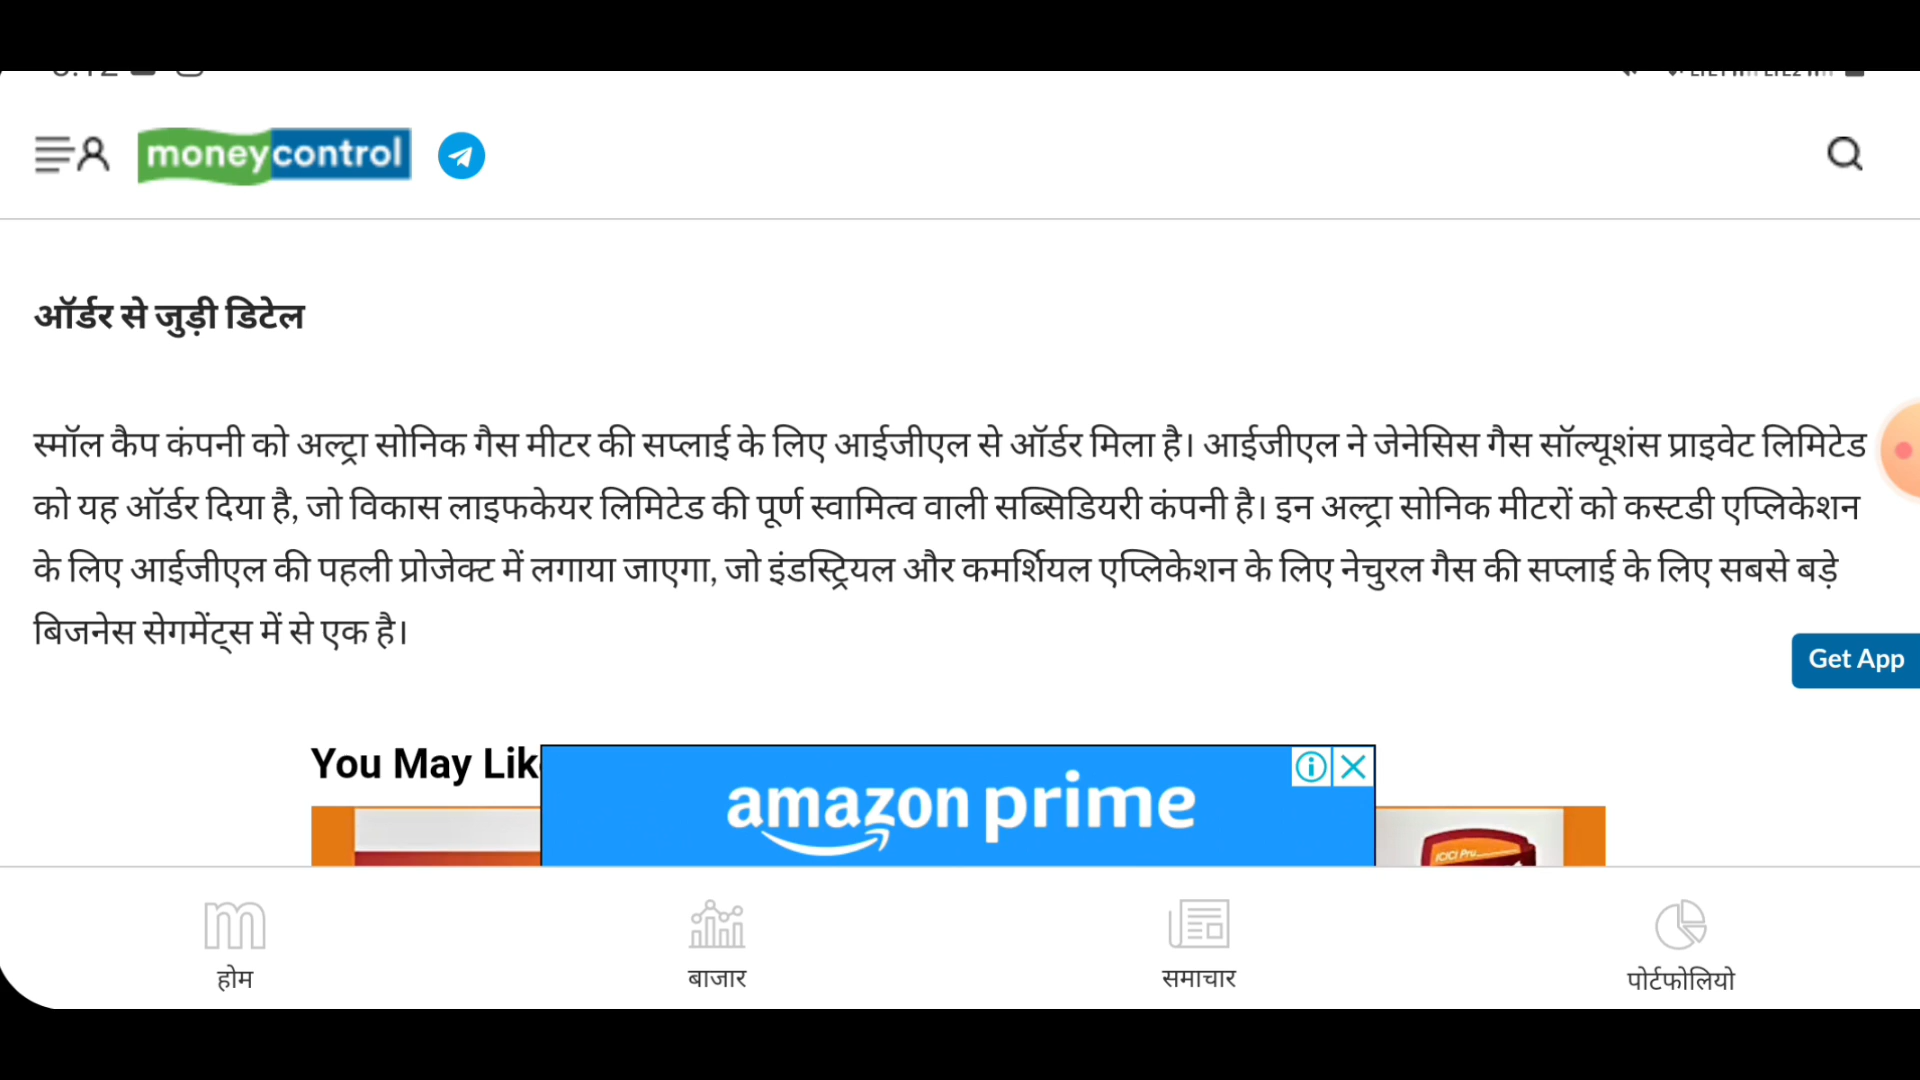 moneycontrol
ऑर्डर से जुड़ी डिटेल
स्मॉल कैप कंपनी को अल्ट्रा सोनिक गैस मीटर की सप्लाई के लिए आईजीएल से ऑर्डर मिला है। आईजीएल ने जेनेसिस गैस सॉल्यूशंस प्राइवेट लिमिटेड
को यह ऑर्डर दिया है, जो विकास लाइफकेयर लिमिटेड की पूर्ण स्वामित्व वाली सब्सिडियरी कंपनी है। इन अल्ट्रा सोनिक मीटरों को कस्टडी एप्लिकेशन
के लिए आईजीएल की पहली प्रोजेक्ट में लगाया जाएगा, जो इंडस्ट्रियल और कमर्शियल एप्लिकेशन के लिए नेचुरल गैस की सप्लाई के लिए सबसे बड़े
बिजनेस सेगमेंट्स में से एक है।
Get App
You May Lik
amazon prime
ICICI Pru
होम
बाजार
समाचार
पोर्टफोलियो